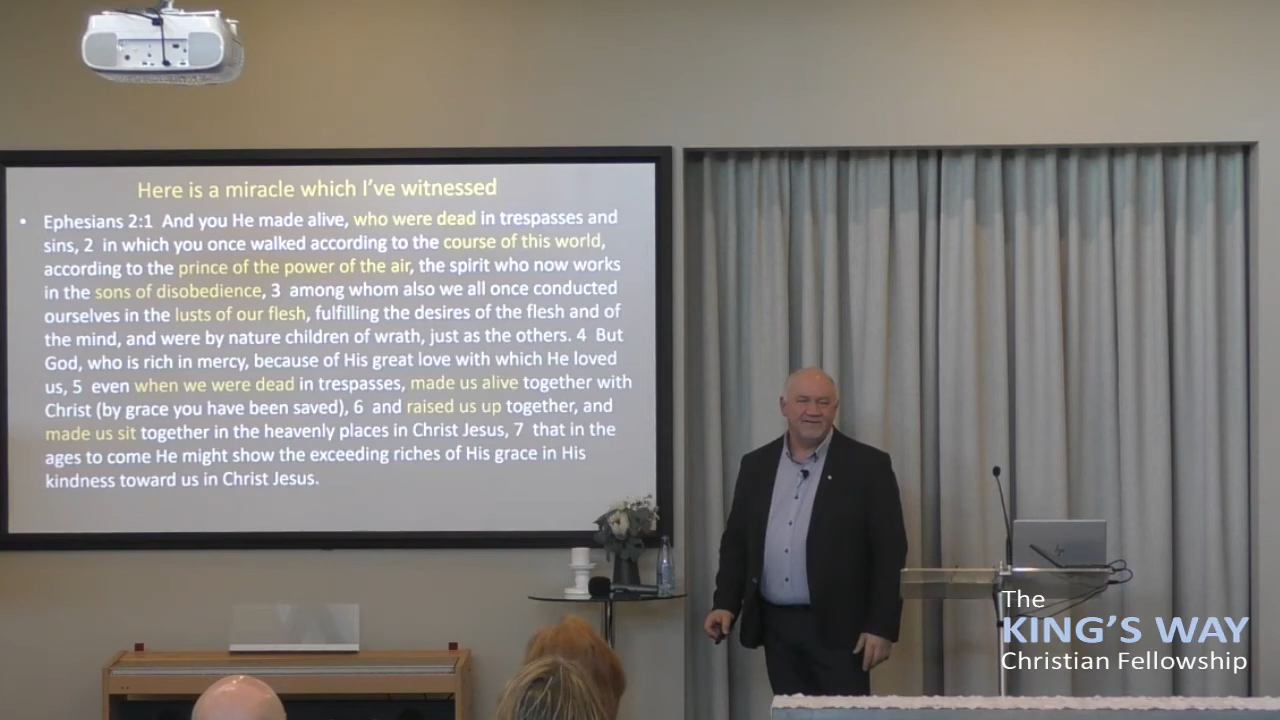 Here is a miracle which I've witnessed
• Ephesians 2:1 And you He made alive, who were dead in trespasses and
sins, 2 in which you once walked according to the course of this world,
according to the prince of the power of the air, the spirit who now works
in the sons of disobedience, 3 among whom also we all once conducted
ourselves in the lusts of our flesh, fulfilling the desires of the flesh and of
the mind, and were by nature children of wrath, just as the others. 4 But
God, who is rich in mercy, because of His great love with which He loved
us, 5 even when we were dead in trespasses, made us alive together with
Christ (by grace you have been saved), 6 and raised us up together, and
made us sit together in the heavenly places in Christ Jesus, 7 that in the
ages to come He might show the exceeding riches of His grace in His
kindness toward us in Christ Jesus.
hp
The
KING'S WAY
Christian Fellowship